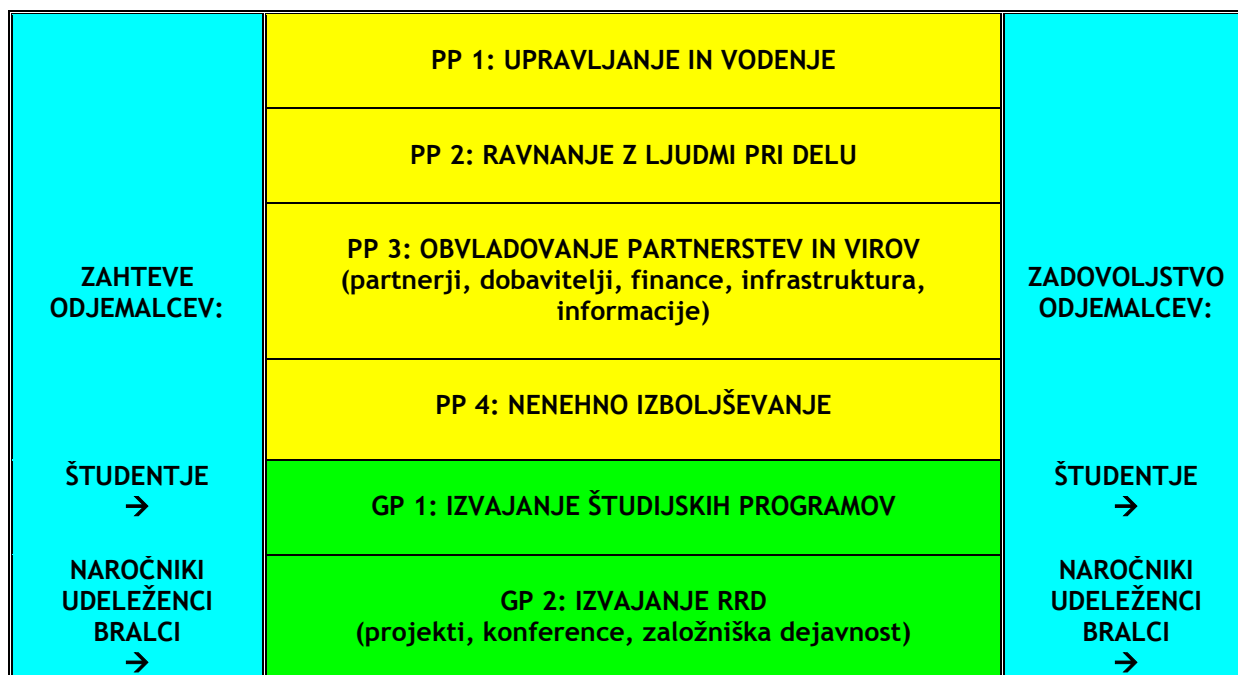 PP 1: UPRAVLJANJE IN VODENJE
PP 2: RAVNANJE Z LJUDMI PRI DELU
ZAHTEVE
ODJEMALCEV:
PP 3: OBVLADOVANJE PARTNERSTEV IN VIROV
(partnerji, dobavitelji, finance, infrastruktura,
informacije)
ZADOVOLJSTVO
ODJEMALCEV:
PP 4: NENEHNO IZBOLJŠEVANJE
ŠTUDENTJE
→
GP 1: IZVAJANJE ŠTUDIJSKIH PROGRAMOV
ŠTUDENTJE
→
NAROČNIKI
UDELEŽENCI
BRALCI
→
GP 2: IZVAJANJE RRD
(projekti, konference, založniška dejavnost)
NAROČNIKI
UDELEŽENCI
BRALCI
→